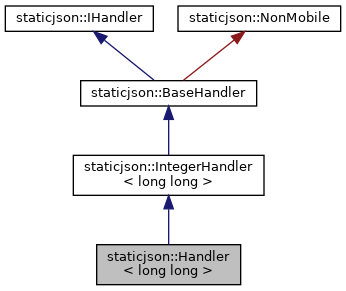 staticjson::IHandler
staticjson::NonMobile
staticjson::BaseHandler
staticjson::IntegerHandler
< long long >
staticjson::Handler
< long long >